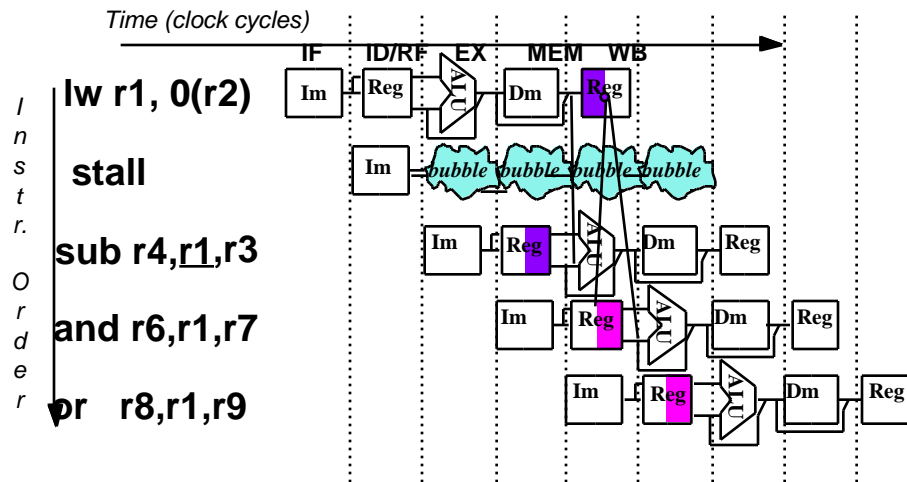 Time (clock cycles)
IF ID/RF EX MEM WB
Instr. Order
lw r1, 0(r2)
Im Reg ALU Dm Reg
stall
Im bubble bubble bubble bubble
sub r4,r1,r3
Im Reg ALU Dm Reg
and r6,r1,r7
Im Reg ALU Dm Reg
or r8,r1,r9
Im Reg ALU Dm Reg